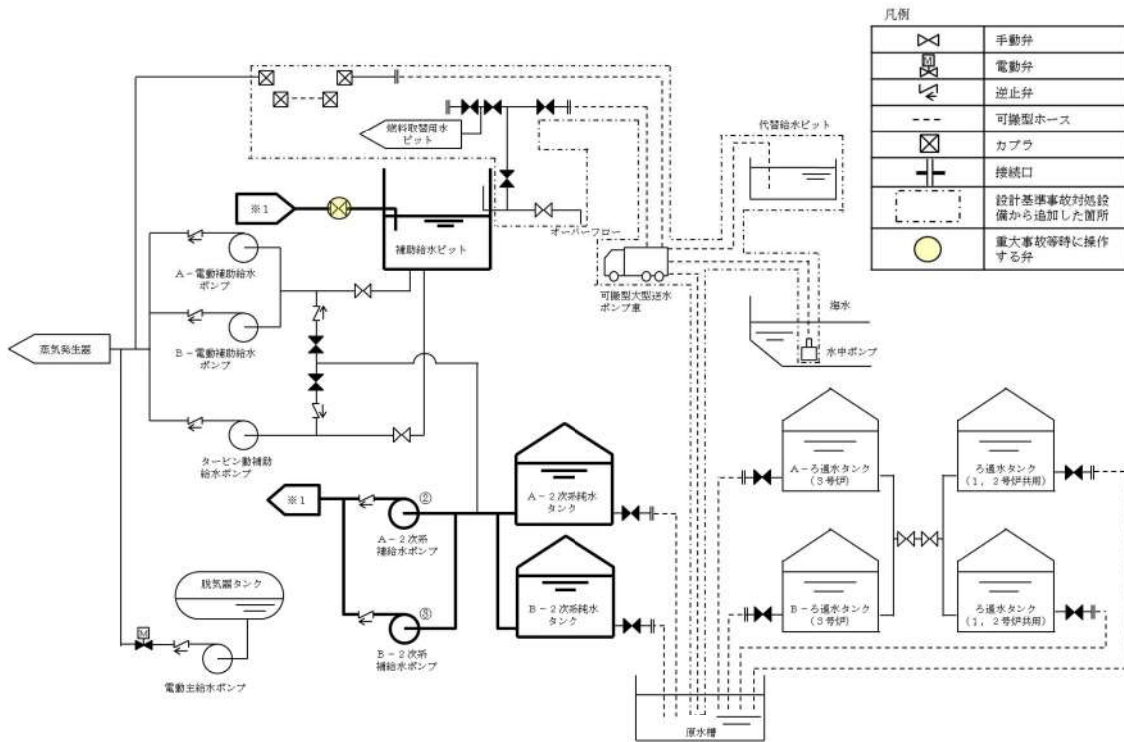 凡例
手動弁
M
電動弁
逆止弁
可搬型ホース
カプラ
接続口
設計基準事故対処設
備から追加した箇所
重大事故等時に操作
する弁
燃料取替用水
ピット
代替給水ピット
※1
補助給水ピット
オーバーフロー
A-電動補助給水
ポンプ
B-電動補助給水
ポンプ
可搬型大型送水
ポンプ車
海水
水中ポンプ
蒸気発生器
タービン動補助
給水ポンプ
※1
②
A-2次系
補給水ポンプ
③
B-2次系
補給水ポンプ
A-2次系純水
タンク
B-2次系純水
タンク
A-ろ過水タンク
(3号炉)
ろ過水タンク
(1,2号炉共用)
B-ろ過水タンク
(3号炉)
ろ過水タンク
(1,2号炉共用)
脱気器タンク
M
電動主給水ポンプ
原水槽